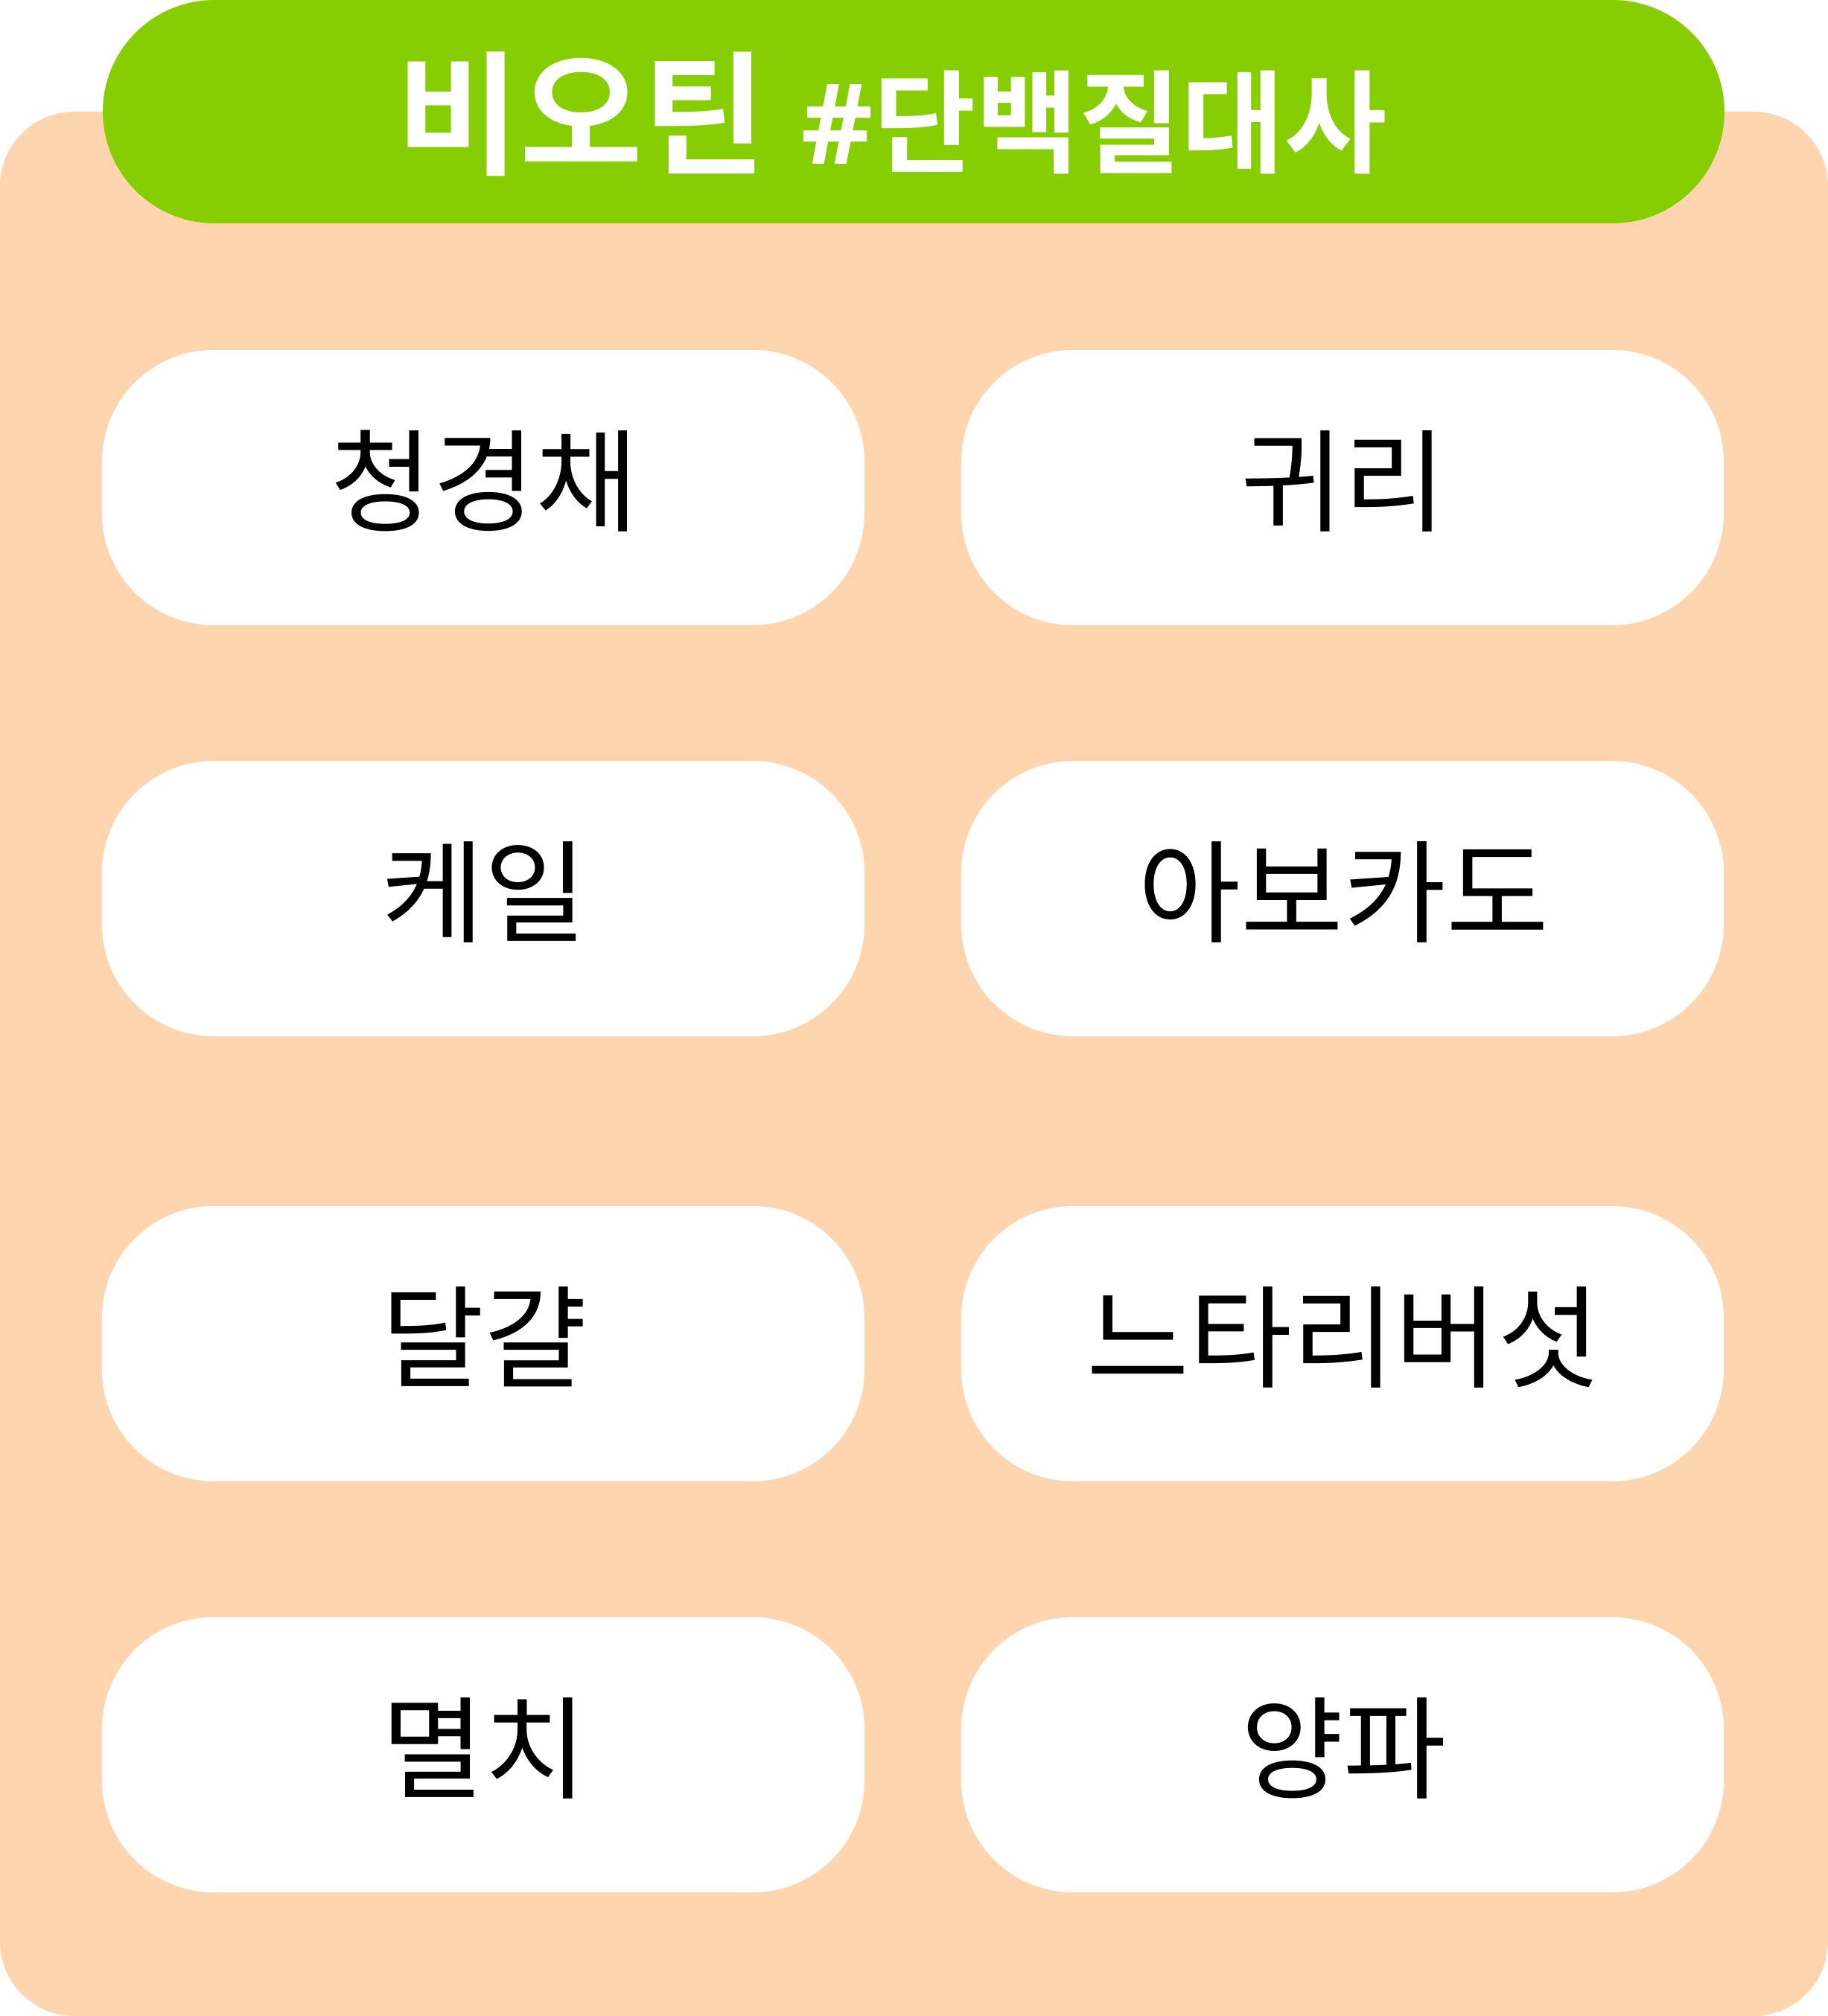 비오틴 #단백질대사
청경채
귀리
케일
아보카도
달걀
느타리버섯
멸치
양파